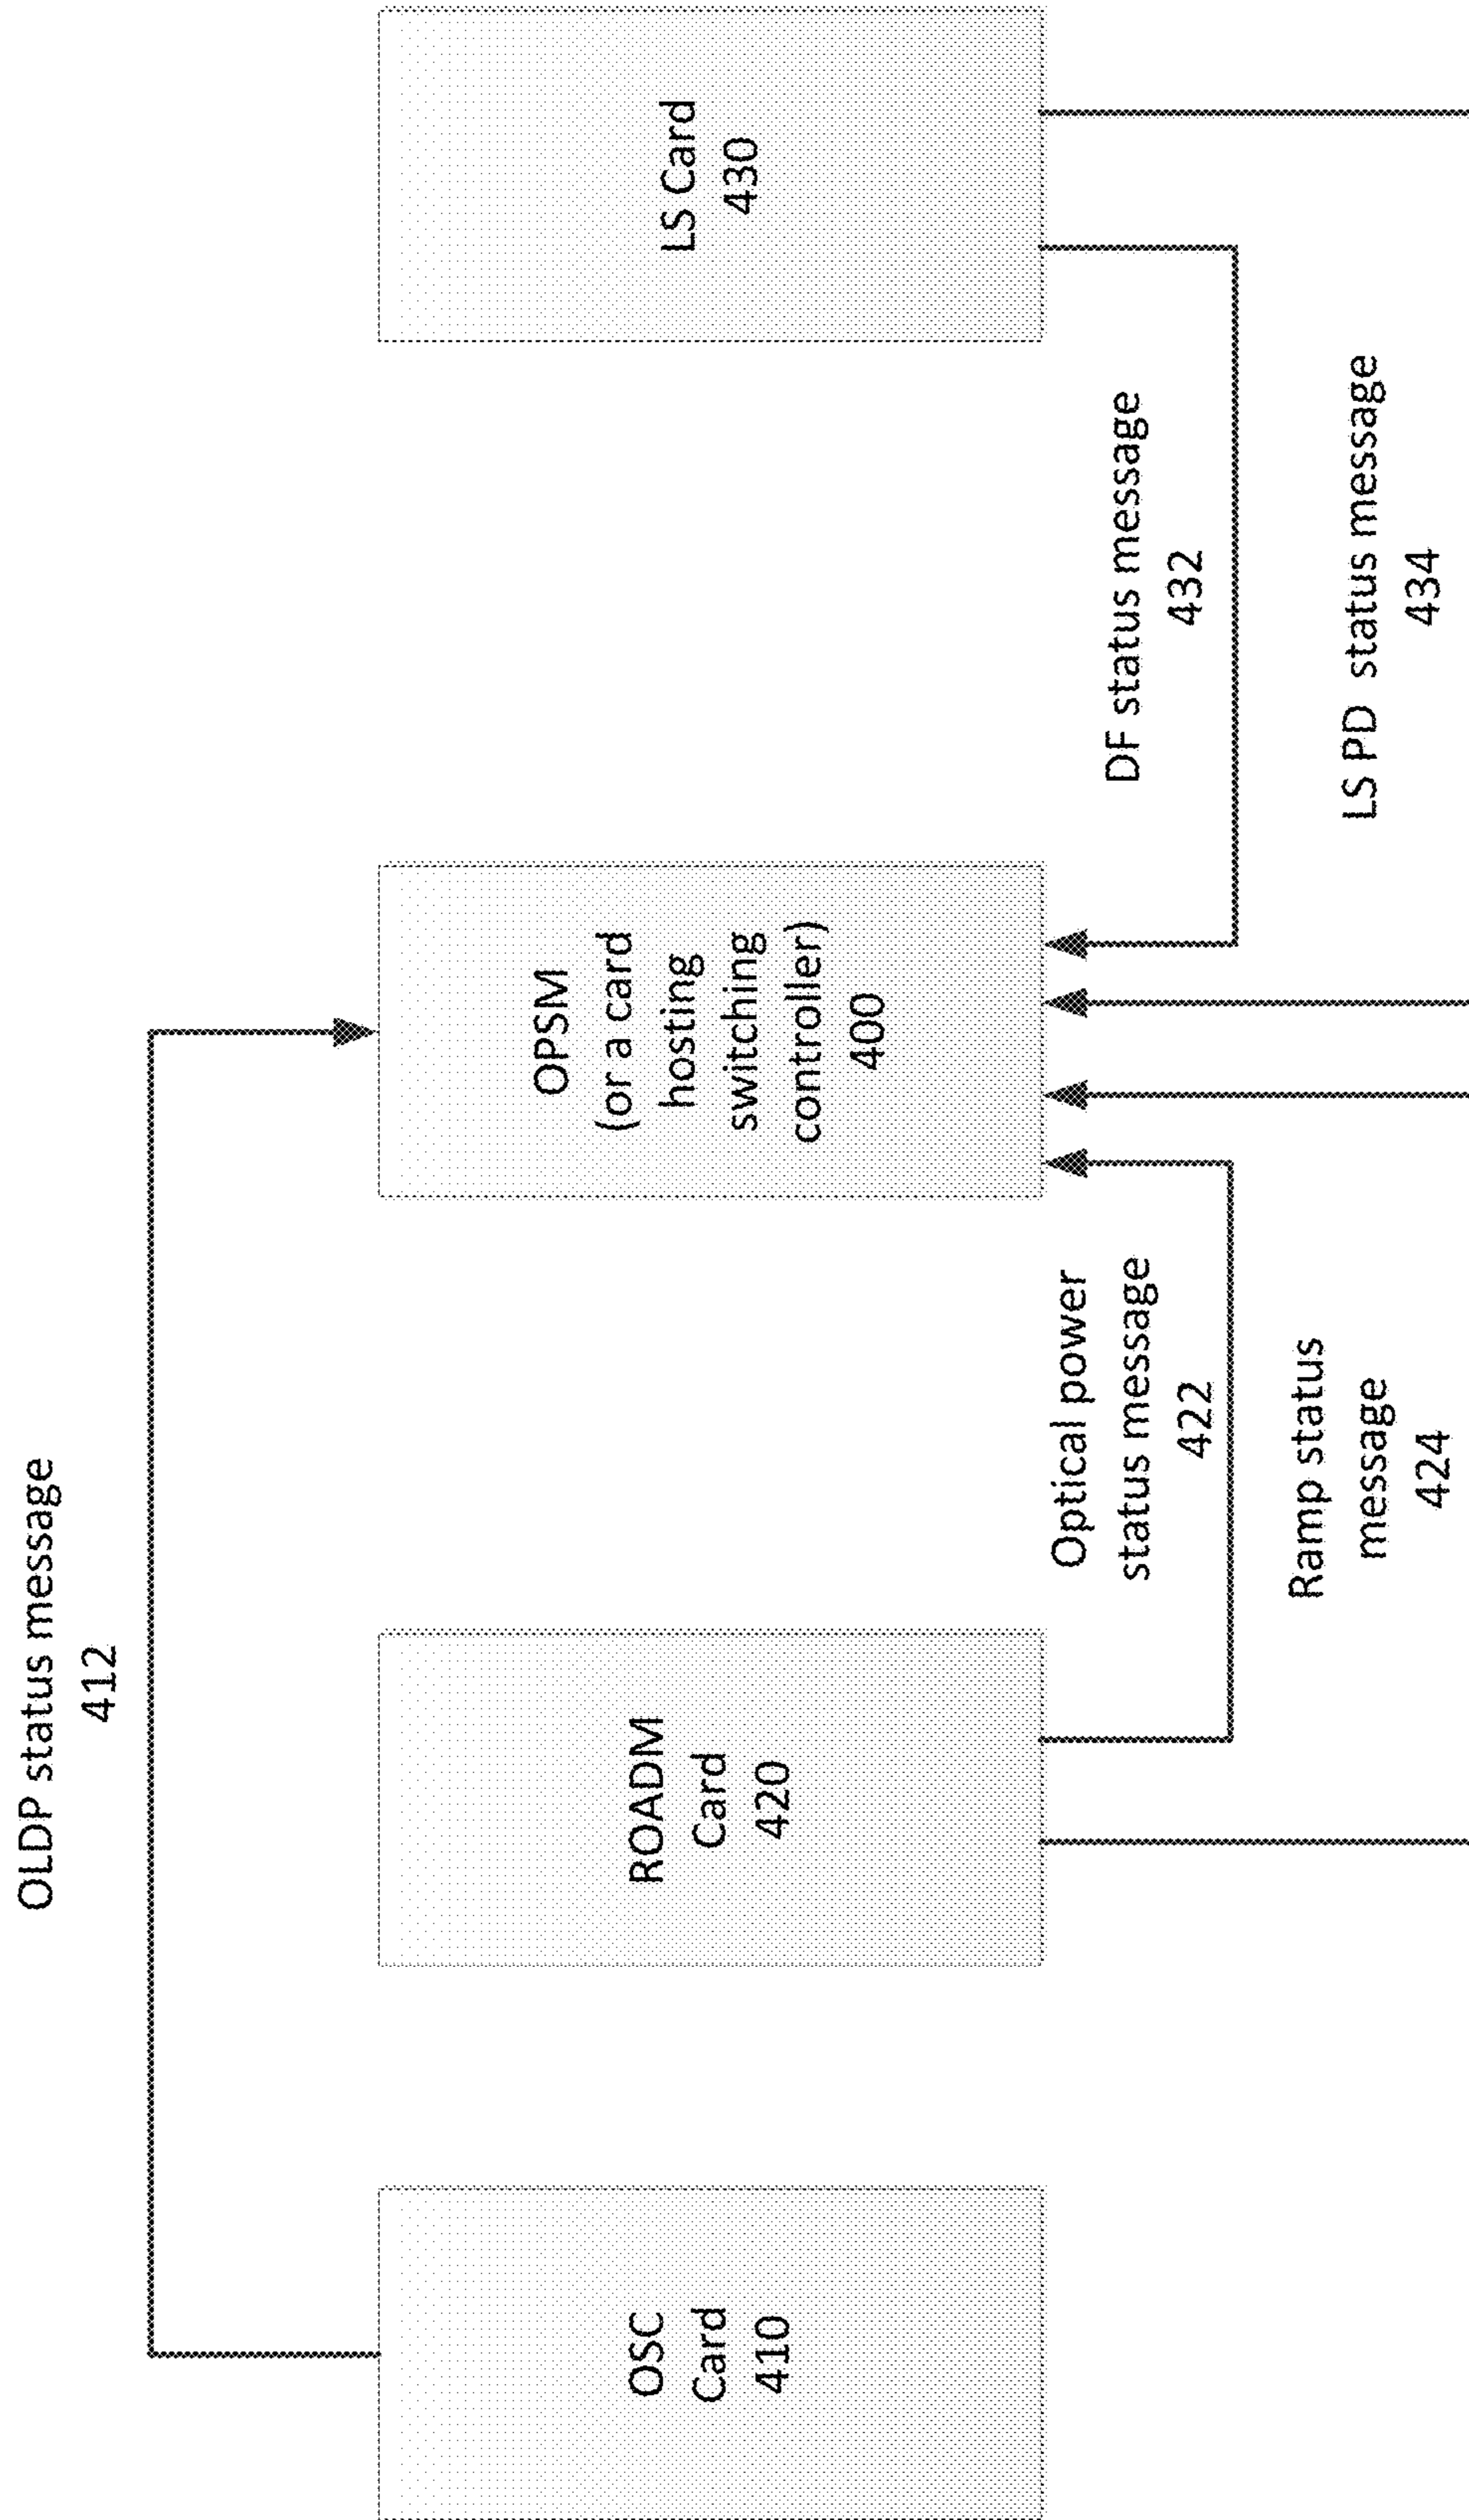 OLDP status message
412
OSC
Card
410
ROADM
Card
420
OPSM
(or a card
hosting
switching
controller)
400
LS Card
430
Optical power
status message
422
DF status message
432
Ramp status
message
424
LS PD status message
434